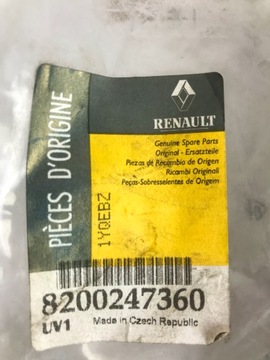 RENAULT
PIÈCES D'ORIGINE
Genuine Spare Parts
Original - Ersatzteile
Piezas de Recambio de Origen
Ricambi Originali
Peças-Sobresselentes de Origem
1YQEBZ
8200247360
UV1 Made in Czech Republic